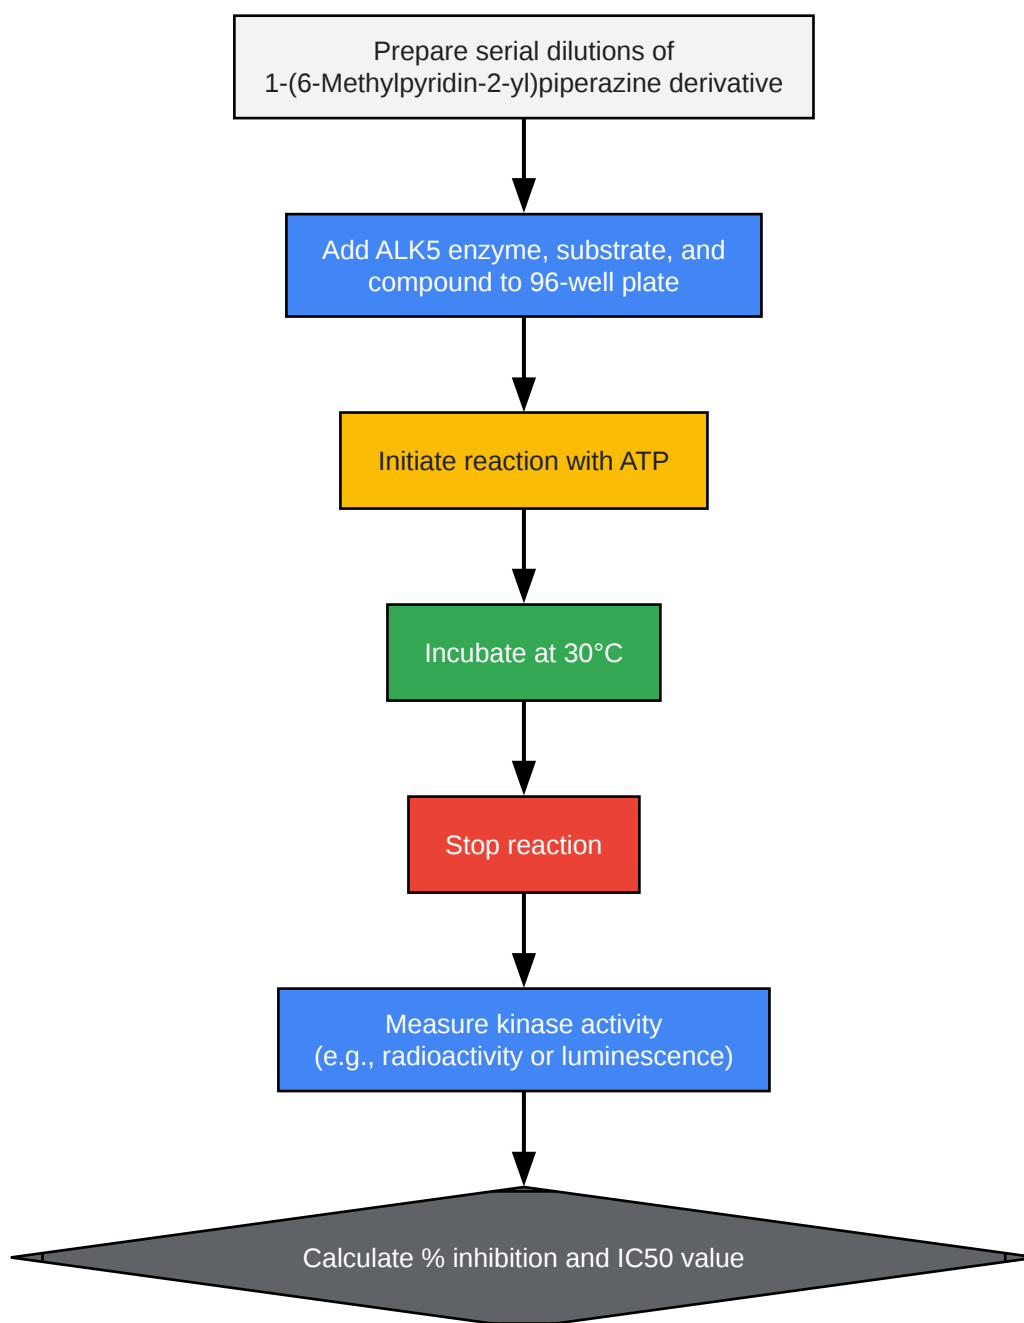 Prepare serial dilutions of
1-(6-Methylpyridin-2-yl)piperazine derivative
Add ALK5 enzyme, substrate, and
compound to 96-well plate
Initiate reaction with ATP
Incubate at 30°C
Stop reaction
Measure kinase activity
(e.g., radioactivity or luminescence)
Calculate % inhibition and IC50 value